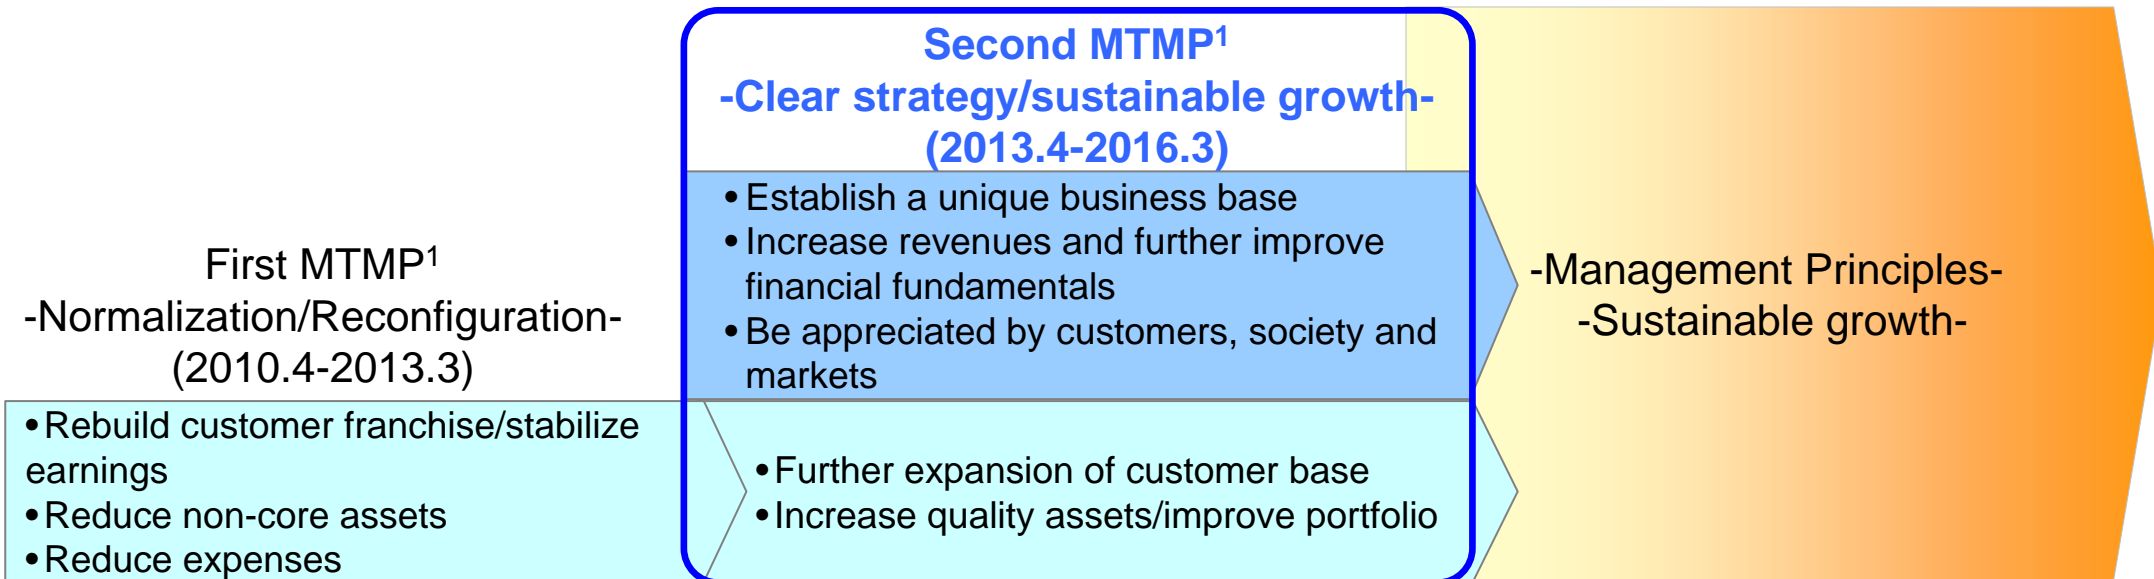 First MTMP¹
-Normalization/Reconfiguration-
(2010.4-2013.3)
•Rebuild customer franchise/stabilize
earnings
•Reduce non-core assets
•Reduce expenses
Second MTMP¹
-Clear strategy/sustainable growth-
(2013.4-2016.3)
•Establish a unique business base
•Increase revenues and further improve
financial fundamentals
•Be appreciated by customers, society and
markets
•Further expansion of customer base
•Increase quality assets/improve portfolio
-Management Principles-
-Sustainable growth-